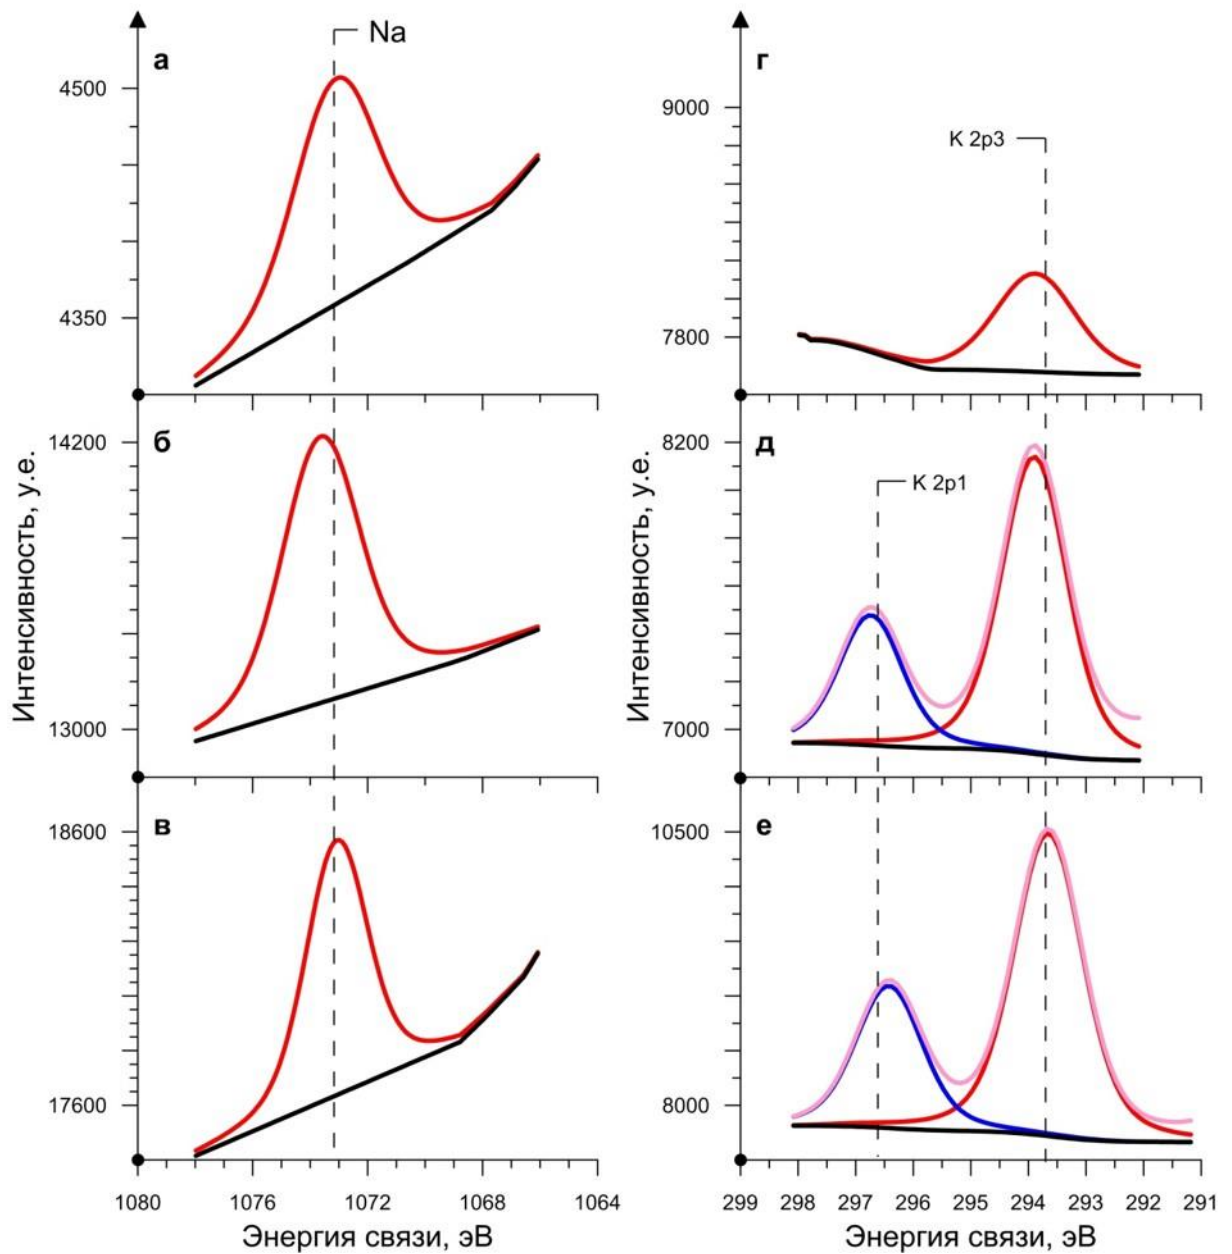 а
Na
4500
4350
б
14200
13000
в
18600
17600
Интенсивность, у.е.
1080 1076 1072 1068 1064
Энергия связи, эВ
г
9000
K 2p3
7800
д
8200
K 2p1
7000
е
10500
8000
Интенсивность, у.е.
299 298 297 296 295 294 293 292 291
Энергия связи, эВ